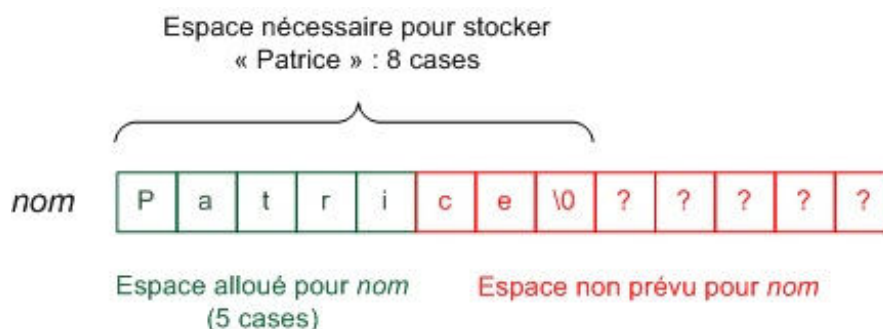 Espace nécessaire pour stocker
« Patrice » : 8 cases
nom P a t r i c e \0 ? ? ? ? ?
Espace alloué pour nom Espace non prévu pour nom
(5 cases)